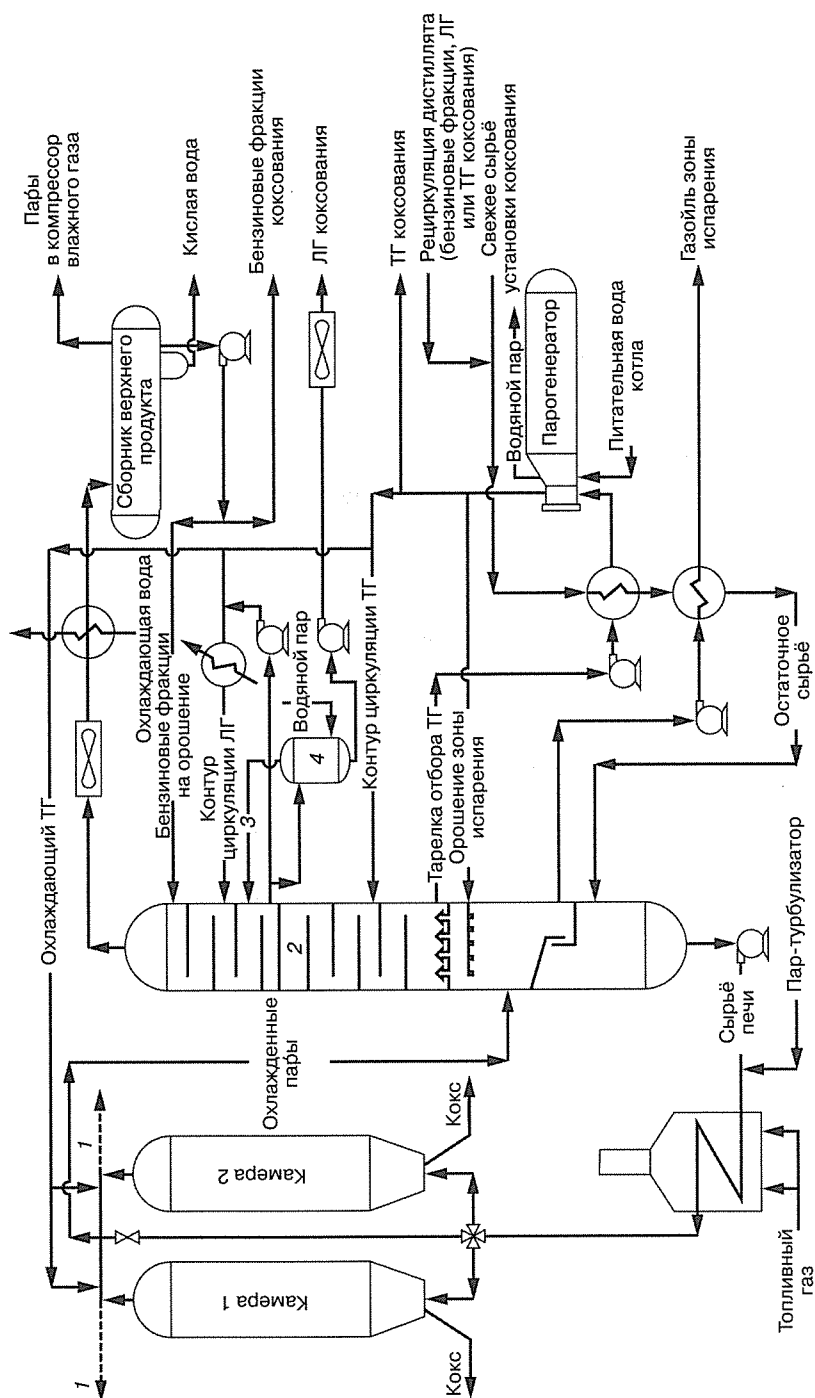 Пары
в компрессор
влажного газа
Кислая вода
Бензиновые фракции
коксования
ЛГ коксования
ТГ коксования
Рециркуляция дистиллята
(бензиновые фракции, ЛГ
или ТГ коксования)
Свежее сырьё
установки коксования
Водяной пар
Парогенератор
Питательная вода
котла
Газойль зоны
испарения
Сборник верхнего
продукта
Охлаждающий ТГ
Охлаждающая вода
Бензиновые фракции
на орошение
Контур
циркуляции ЛГ
3
Водяной пар
4
Контур циркуляции ТГ
Тарелка отбора ТГ
Орошение зоны
испарения
Остаточное
сырьё
2
Охлажденные
пары
1
1
Камера 2
Камера 1
Кокс
Кокс
Сырьё
печи
Пар-турбулизатор
Топливный
газ